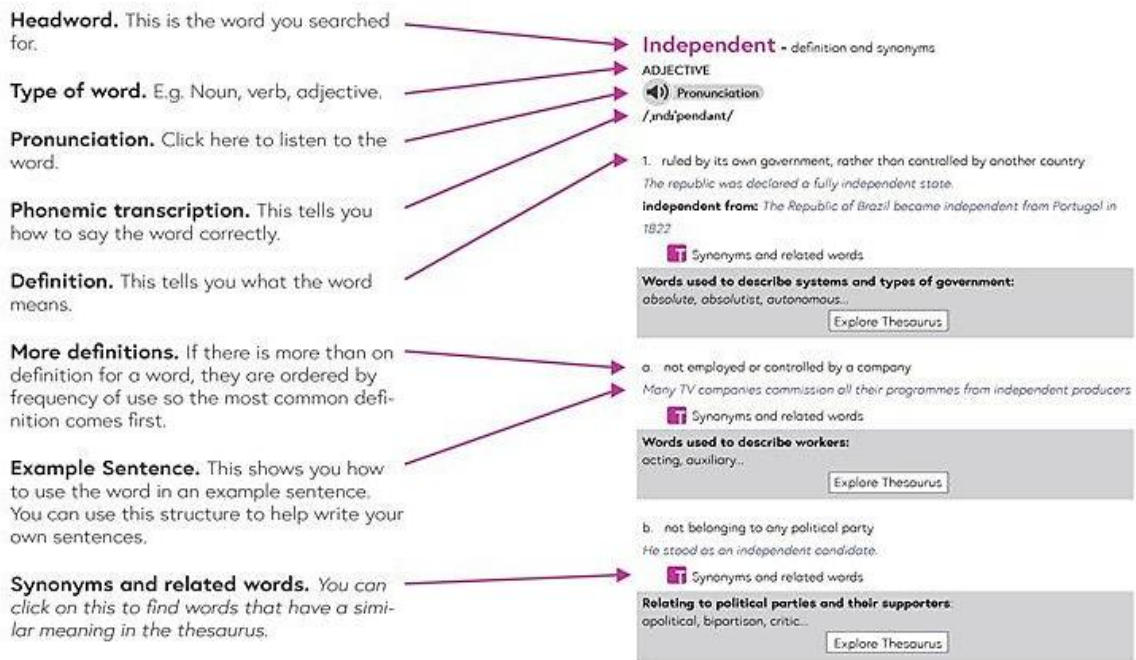 Headword. This is the word you searched
for.
Type of word. E.g. Noun, verb, adjective.
Pronunciation. Click here to listen to the
word.
Phonemic transcription. This tells you
how to say the word correctly.
Definition. This tells you what the word
means.
More definitions. If there is more than on
definition for a word, they are ordered by
frequency of use so the most common defi-
nition comes first.
Example Sentence. This shows you how
to use the word in an example sentence.
You can use this structure to help write your
own sentences.
Synonyms and related words. You can
click on this to find words that have a simi-
lar meaning in the thesaurus.
Independent - definition and synonyms
ADJECTIVE
Pronunciation
/ˌɪndɪˈpendənt/
1. ruled by its own government, rather than controlled by another country
The republic was declared a fully independent state.
independent from: The Republic of Brazil became independent from Portugal in
1822
T Synonyms and related words
Words used to describe systems and types of government:
absolute, absolutist, autonomous...
Explore Thesaurus
a. not employed or controlled by a company
Many TV companies commission all their programmes from independent producers
T Synonyms and related words
Words used to describe workers:
acting, auxiliary...
Explore Thesaurus
b. not belonging to any political party
He stood as an independent candidate.
T Synonyms and related words
Relating to political parties and their supporters:
apolitical, bipartison, critic...
Explore Thesaurus